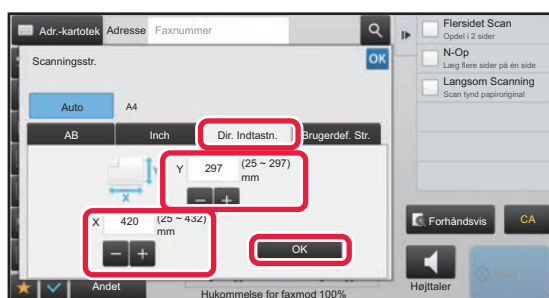 Adr.-kartotek Adresse Faxnummer
Scanningsstr. OK
Auto A4
AB Inch Dir. Indtastn. Brugerdef. Str.
Y 297 (25 ~ 297)
mm
Y
X
- +
X 420 (25 ~ 432)
mm
- +
OK
Andet
Hukommelse for faxmod 100%
Flersidet Scan
Opdel i 2 sider
N-Op
Læg flere sider på én side
Langsom Scanning
Scan tynd papiroriginal
Forhåndsvis CA
Højttaler
Start